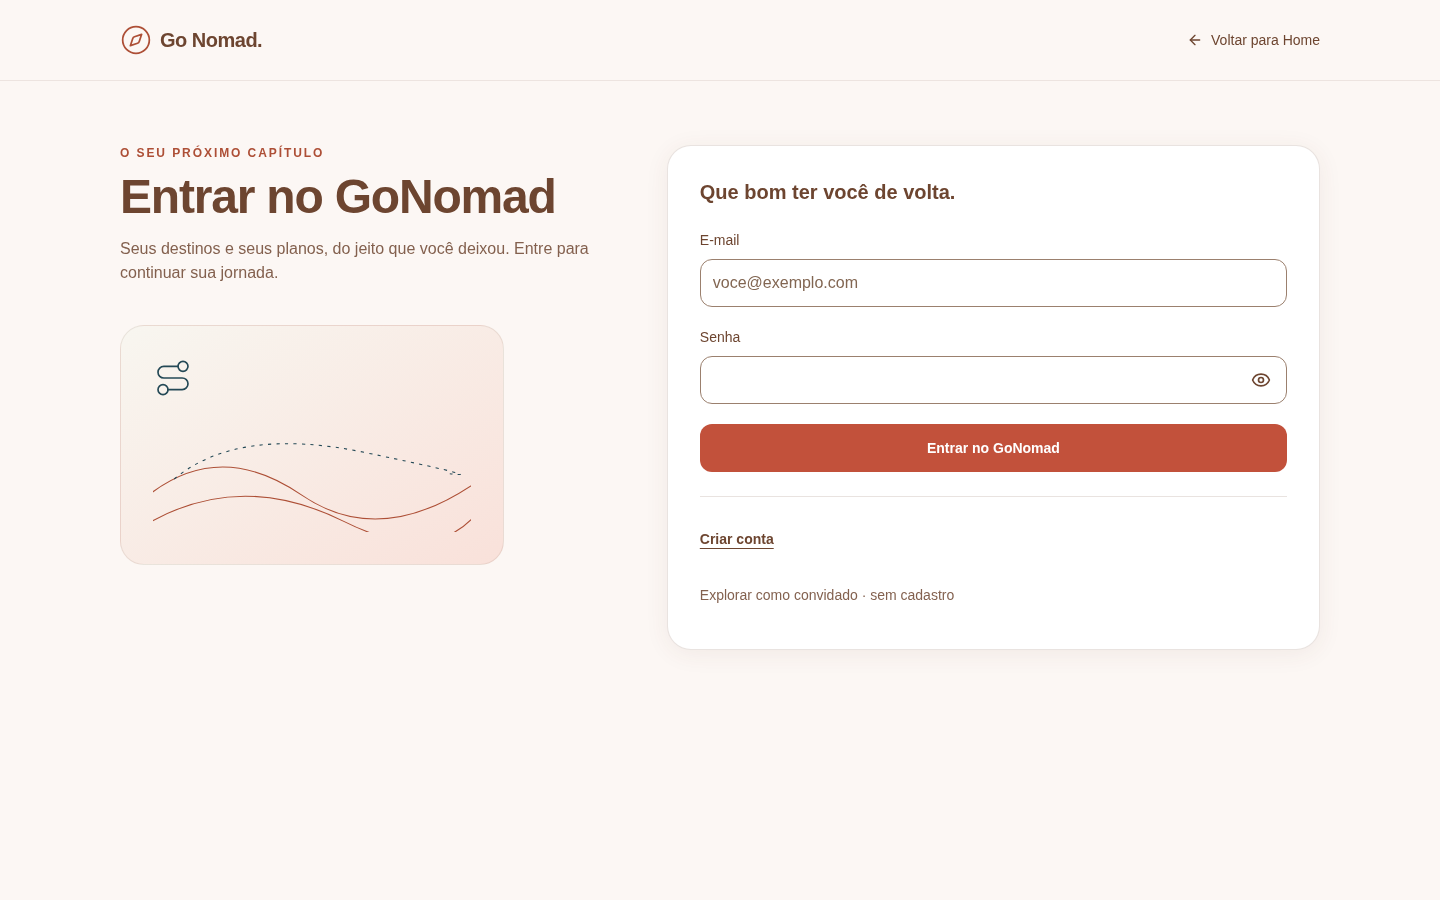 Go Nomad.
Voltar para Home
O SEU PRÓXIMO CAPÍTULO
Entrar no GoNomad
Seus destinos e seus planos, do jeito que você deixou. Entre para
continuar sua jornada.
Que bom ter você de volta.
E-mail
voce@exemplo.com
Senha
Entrar no GoNomad
Criar conta
Explorar como convidado · sem cadastro